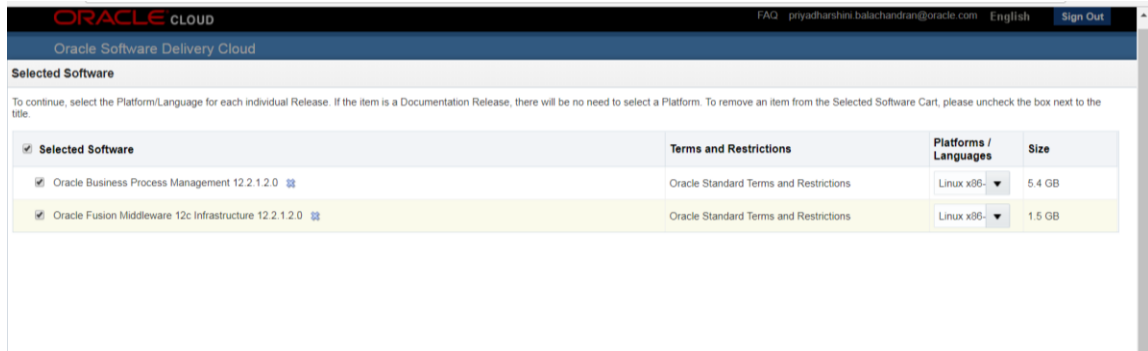 ORACLE CLOUD FAQ priyadharshini.balachandran@oracle.com English Sign Out
Oracle Software Delivery Cloud
Selected Software
To continue, select the Platform/Language for each individual Release. If the item is a Documentation Release, there will be no need to select a Platform. To remove an item from the Selected Software Cart, please uncheck the box next to the
title.
Selected Software Terms and Restrictions Platforms / Languages Size
Oracle Business Process Management 12.2.1.2.0 Oracle Standard Terms and Restrictions Linux x86- 5.4 GB
Oracle Fusion Middleware 12c Infrastructure 12.2.1.2.0 Oracle Standard Terms and Restrictions Linux x86- 1.5 GB